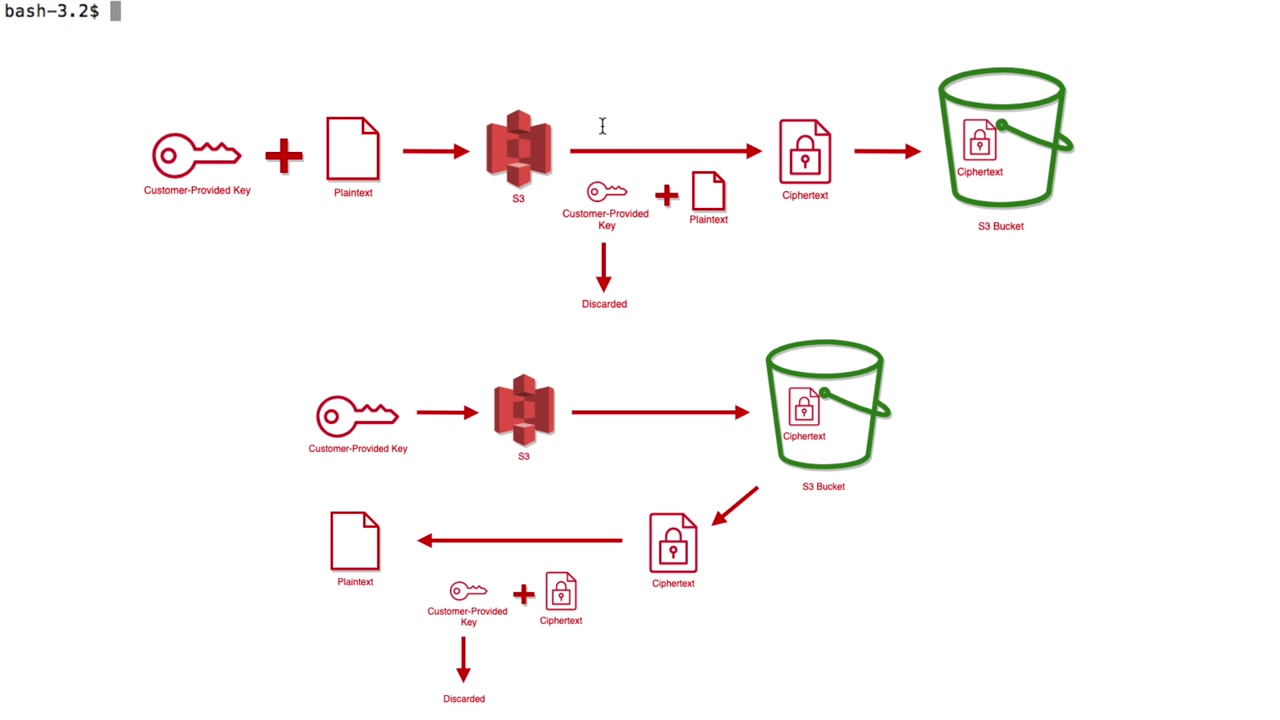 bash-3.2$
Customer-Provided Key
Plaintext
S3
Customer-Provided
Key
Plaintext
Discarded
Ciphertext
Ciphertext
S3 Bucket
Customer-Provided Key
S3
Ciphertext
S3 Bucket
Plaintext
Customer-Provided
Key
Ciphertext
Discarded
Ciphertext